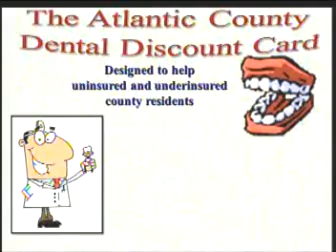 The Atlantic County
Dental Discount Card
Designed to help
uninsured and underinsured
county residents